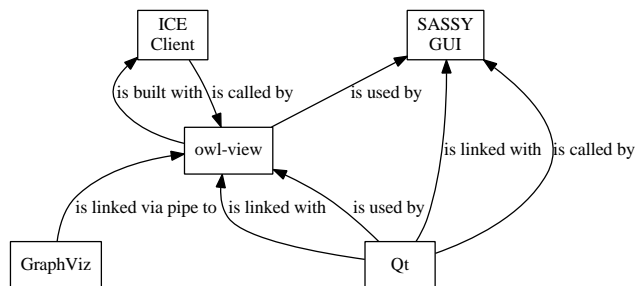 ICE
Client
SASSY
GUI
is built with
is called by
is used by
owl-view
is linked with
is called by
is linked via pipe to
is linked with
is used by
GraphViz
Qt